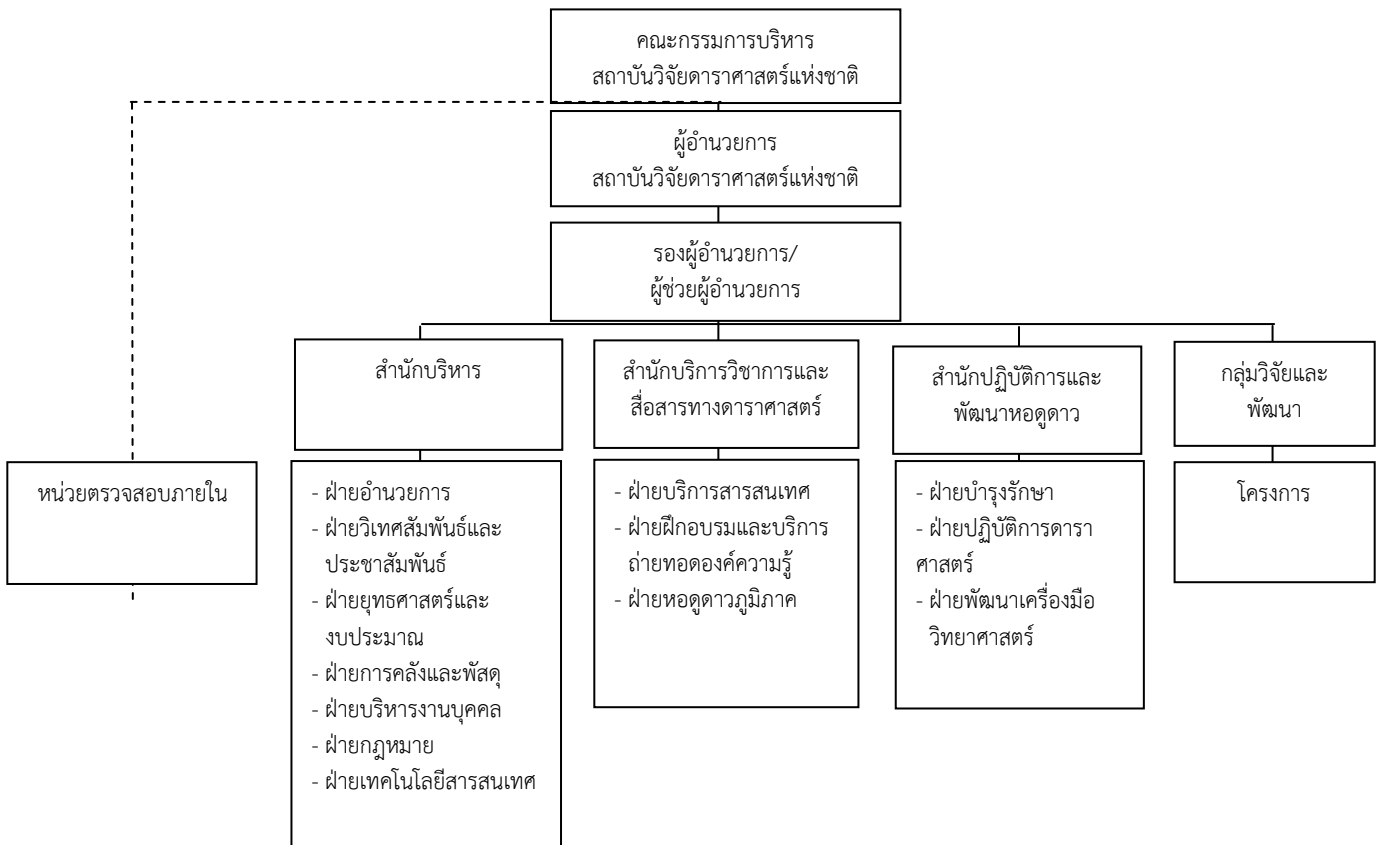 คณะกรรมการบริหาร
สถาบันวิจัยดาราศาสตร์แห่งชาติ
ผู้อำนวยการ
สถาบันวิจัยดาราศาสตร์แห่งชาติ
รองผู้อำนวยการ/
ผู้ช่วยผู้อำนวยการ
สำนักบริหาร
สำนักบริการวิชาการและ
สื่อสารทางดาราศาสตร์
สำนักปฏิบัติการและ
พัฒนาหอดูดาว
กลุ่มวิจัยและ
พัฒนา
หน่วยตรวจสอบภายใน
- ฝ่ายอำนวยการ
- ฝ่ายวิเทศสัมพันธ์และ
ประชาสัมพันธ์
- ฝ่ายยุทธศาสตร์และ
งบประมาณ
- ฝ่ายการคลังและพัสดุ
- ฝ่ายบริหารงานบุคคล
- ฝ่ายกฎหมาย
- ฝ่ายเทคโนโลยีสารสนเทศ
- ฝ่ายบริการสารสนเทศ
- ฝ่ายฝึกอบรมและบริการ
ถ่ายทอดองค์ความรู้
- ฝ่ายหอดูดาวภูมิภาค
- ฝ่ายบำรุงรักษา
- ฝ่ายปฏิบัติการดารา
ศาสตร์
- ฝ่ายพัฒนาเครื่องมือ
วิทยาศาสตร์
โครงการ